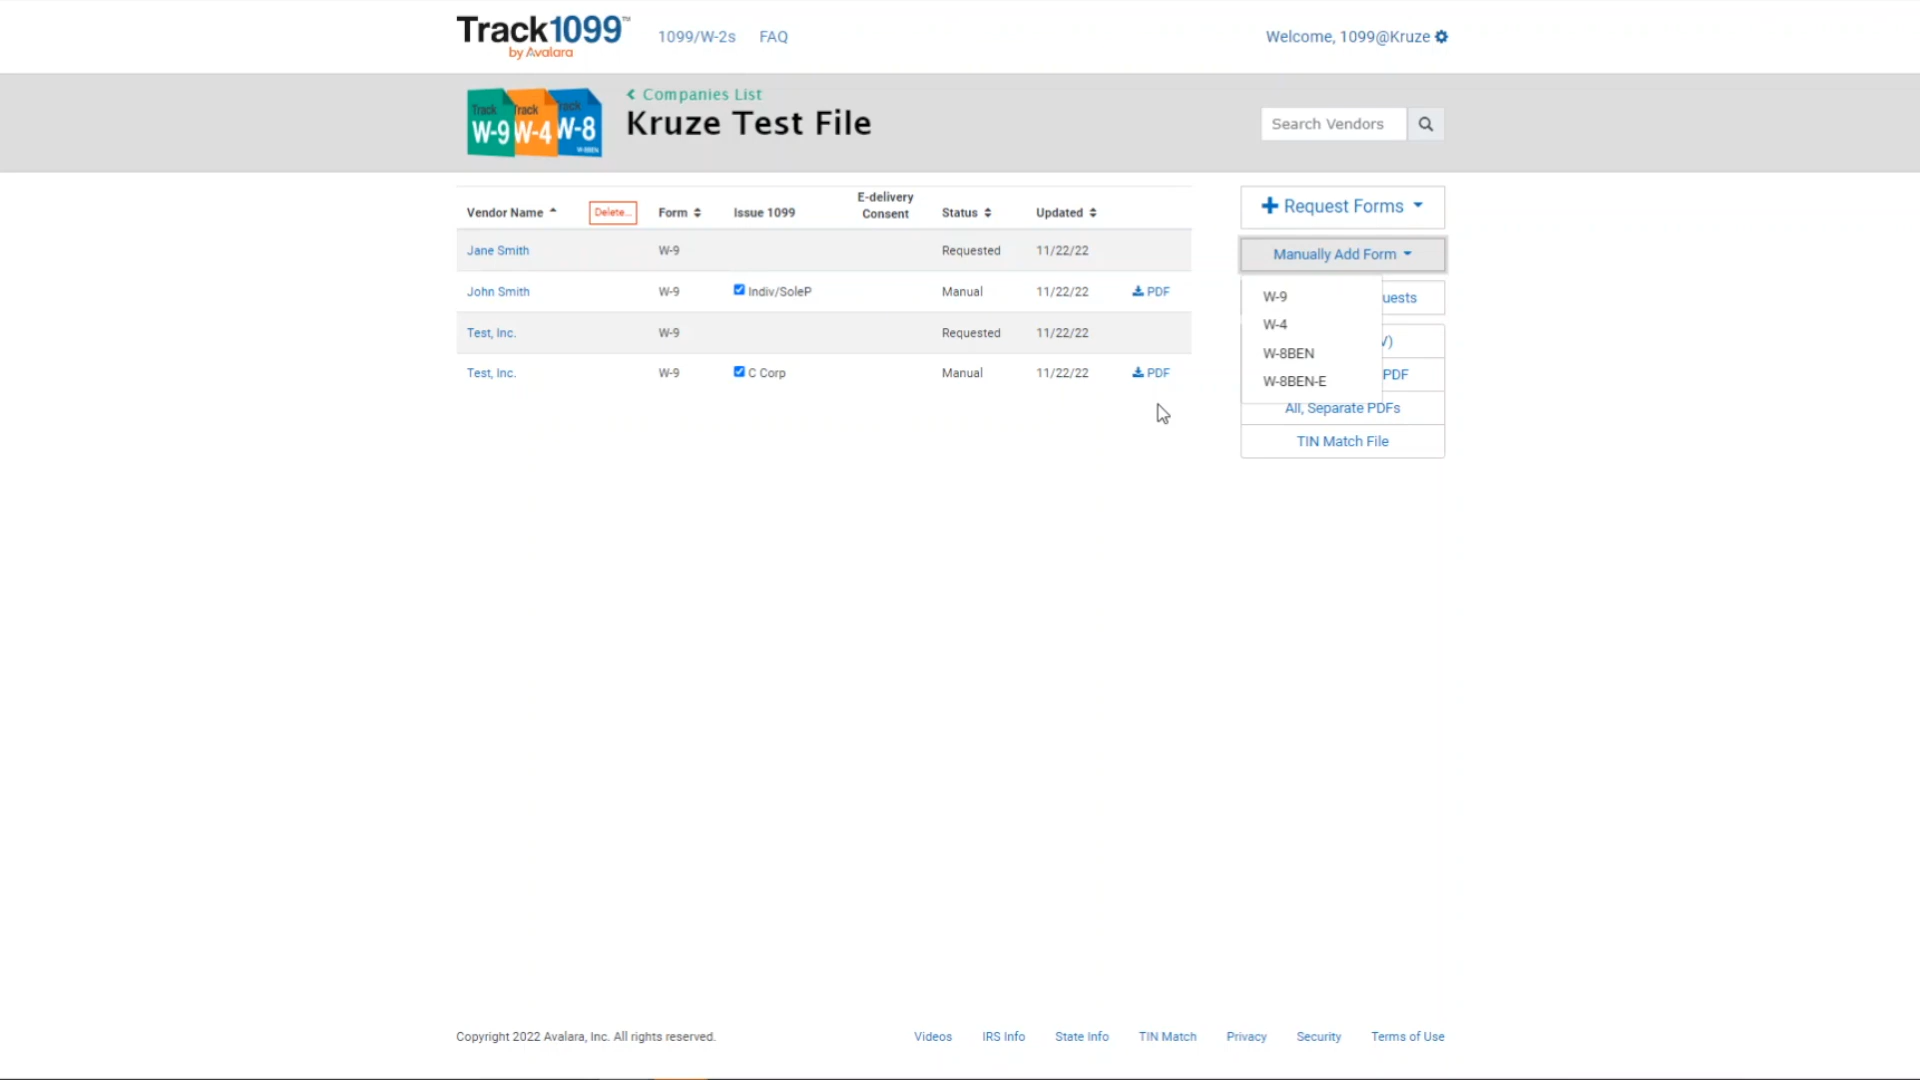 Track1099™
by Avalara
1099/W-2s
FAQ
Welcome, 1099@Kruze
Track
W-9
Track
W-4
Track
W-8
W-8BEN
Companies List
Kruze Test File
Search Vendors
Vendor Name
Delete...
Form
Issue 1099
E-delivery
Consent
Status
Updated
Jane Smith W-9 Requested 11/22/22
John Smith W-9 Indiv/SoleP Manual 11/22/22 PDF
Test, Inc. W-9 Requested 11/22/22
Test, Inc. W-9 C Corp Manual 11/22/22 PDF
Request Forms
Manually Add Form
W-9
uests
W-4
V)
W-8BEN
PDF
W-8BEN-E
All, Separate PDFs
TIN Match File
Copyright 2022 Avalara, Inc. All rights reserved.
Videos IRS Info State Info TIN Match Privacy Security Terms of Use